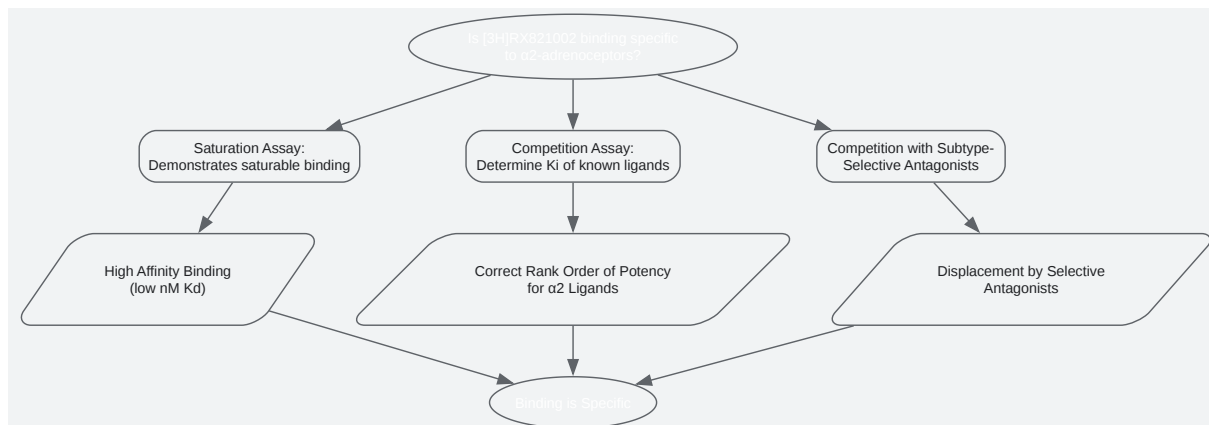 Is [3H]RX821002 binding specific
to α2-adrenoceptors?
Saturation Assay:
Demonstrates saturable binding
Competition Assay:
Determine Ki of known ligands
Competition with Subtype-
Selective Antagonists
High Affinity Binding
(low nM Kd)
Correct Rank Order of Potency
for α2 Ligands
Displacement by Selective
Antagonists
Binding is Specific